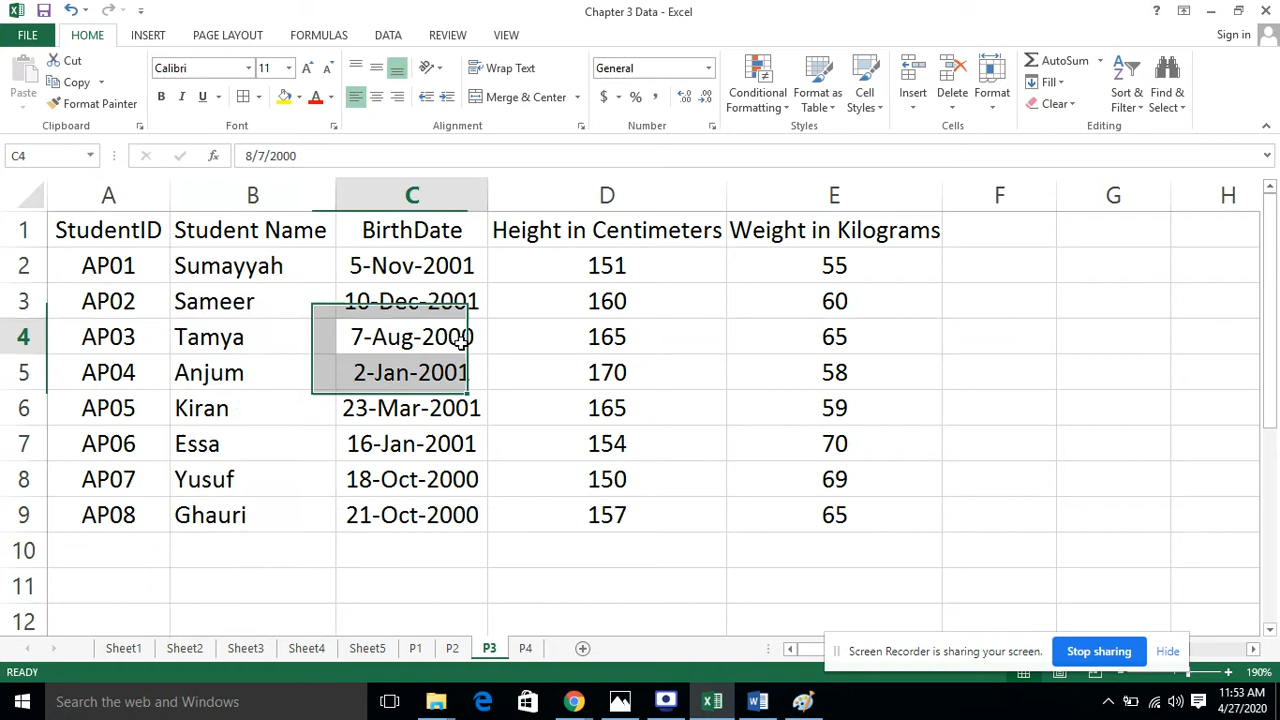 Chapter 3 Data - Excel
FILE HOME INSERT PAGE LAYOUT FORMULAS DATA REVIEW VIEW Sign in
Cut
Copy
Format Painter
Paste
Clipboard
Calibri 11
B I U
Font
Wrap Text
Merge & Center
Alignment
General
$ % ,
Number
Conditional Formatting
Format as Table
Cell Styles
Styles
Insert Delete Format
Cells
AutoSum
Fill
Clear
Sort & Filter
Find & Select
Editing
C4 fx 8/7/2000
A B C D E F G H
1 StudentID Student Name BirthDate Height in Centimeters Weight in Kilograms
2 AP01 Sumayyah 5-Nov-2001 151 55
3 AP02 Sameer 10-Dec-2001 160 60
4 AP03 Tamya 7-Aug-2000 165 65
5 AP04 Anjum 2-Jan-2001 170 58
6 AP05 Kiran 23-Mar-2001 165 59
7 AP06 Essa 16-Jan-2001 154 70
8 AP07 Yusuf 18-Oct-2000 150 69
9 AP08 Ghauri 21-Oct-2000 157 65
10
11
12
Sheet1 Sheet2 Sheet3 Sheet4 Sheet5 P1 P2 P3 P4
Screen Recorder is sharing your screen. Stop sharing Hide
READY 190%
Search the web and Windows
11:53 AM
4/27/2020